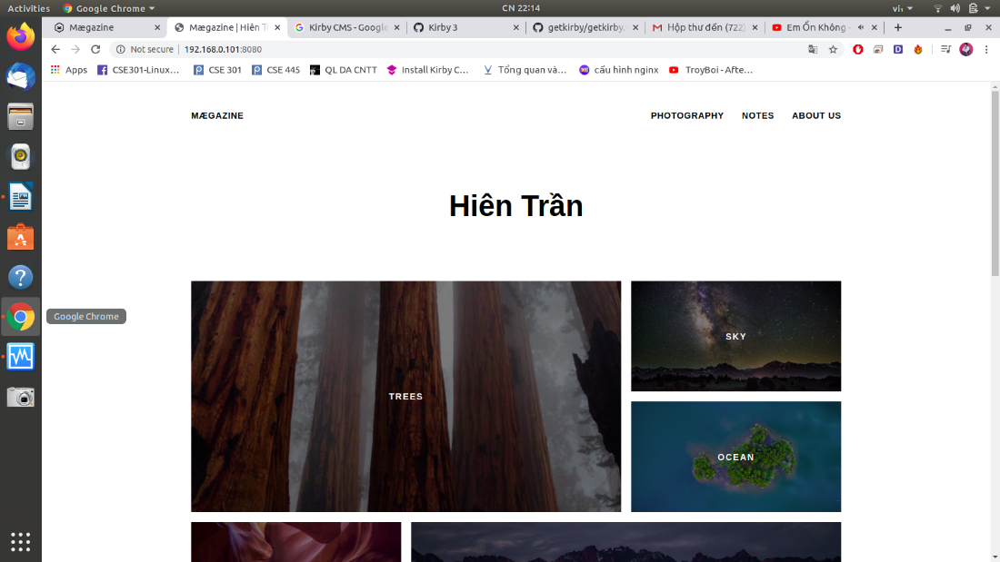 Activities Google Chrome CN 22:14 vi
Mægazine Mægazine | Hiên T Kirby CMS - Google Kirby 3 getkirby/getkirby. Hộp thư đến (722) Em Ổn Không -
Not secure 192.168.0.101:8080
Apps CSE301-Linux… CSE 301 CSE 445 QL DA CNTT Install Kirby C… Tổng quan và… cấu hình nginx TroyBoi - Afte…
MÆGAZINE PHOTOGRAPHY NOTES ABOUT US
Hiên Trần
SKY
Google Chrome
TREES
OCEAN